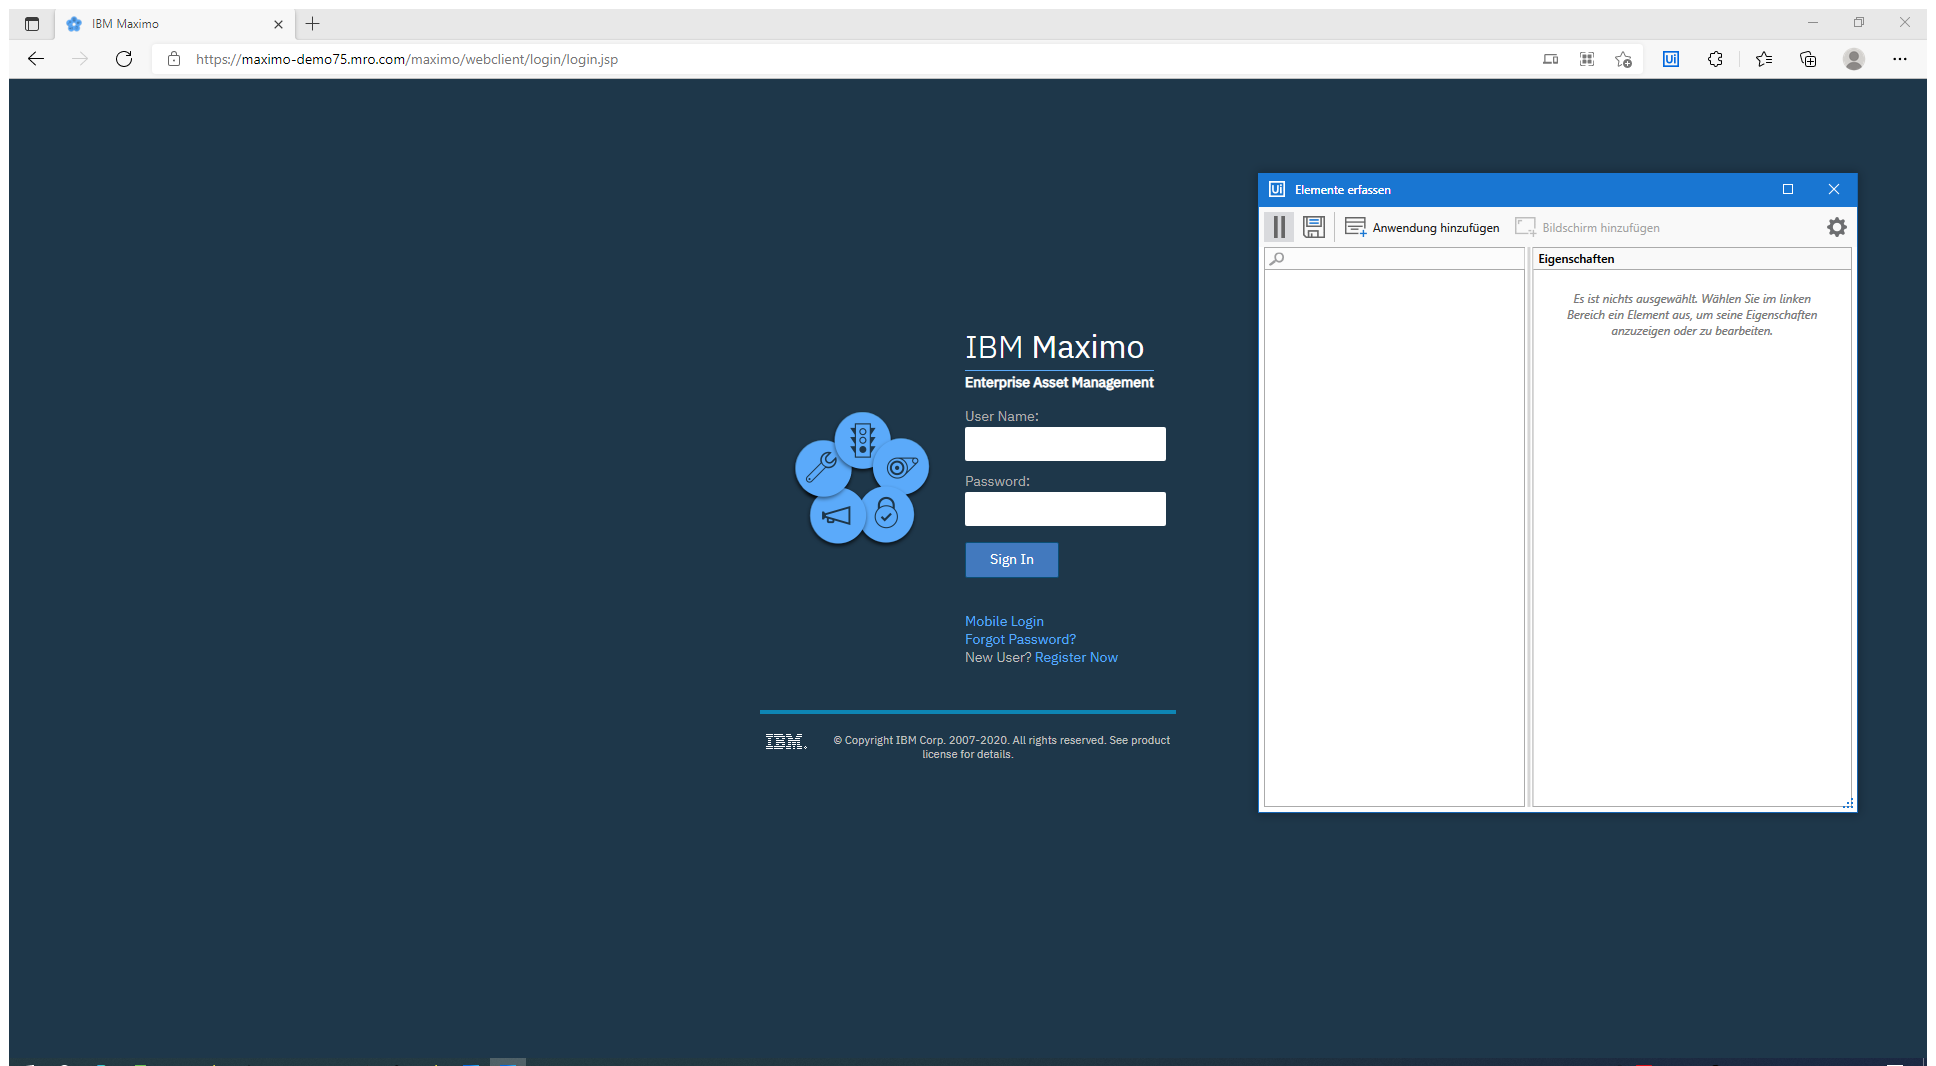 IBM Maximo
https://maximo-demo75.mro.com/maximo/webclient/login/login.jsp
Ui
IBM Maximo
Enterprise Asset Management
User Name:
Password:
Sign In
Mobile Login
Forgot Password?
New User? Register Now
IBM.
© Copyright IBM Corp. 2007-2020. All rights reserved. See product
license for details.
Ui Elemente erfassen
Anwendung hinzufügen Bildschirm hinzufügen
Eigenschaften
Es ist nichts ausgewählt. Wählen Sie im linken
Bereich ein Element aus, um seine Eigenschaften
anzuzeigen oder zu bearbeiten.